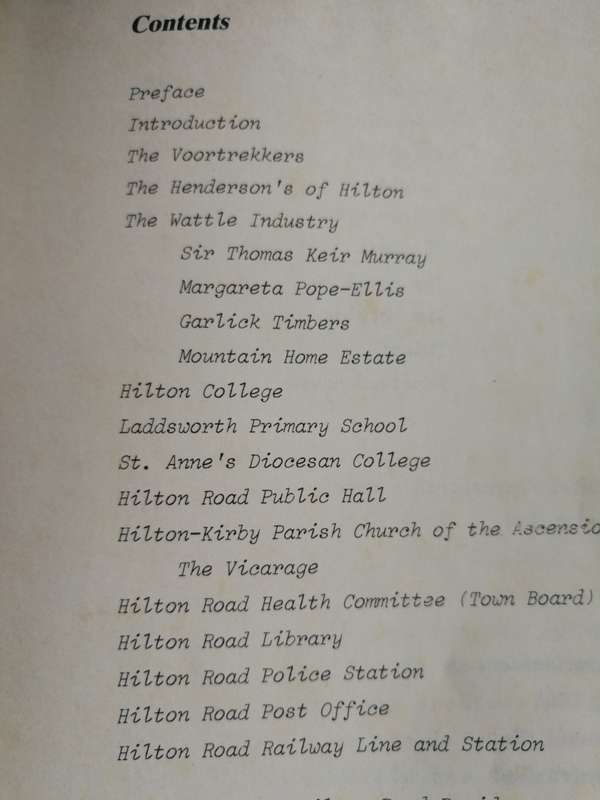 Contents
Preface
Introduction
The Voortrekkers
The Henderson's of Hilton
The Wattle Industry
Sir Thomas Keir Murray
Margareta Pope-Ellis
Garlick Timbers
Mountain Home Estate
Hilton College
Laddsworth Primary School
St. Anne's Diocesan College
Hilton Road Public Hall
Hilton-Kirby Parish Church of the Ascensio
The Vicarage
Hilton Road Health Committee (Town Board)
Hilton Road Library
Hilton Road Police Station
Hilton Road Post Office
Hilton Road Railway Line and Station